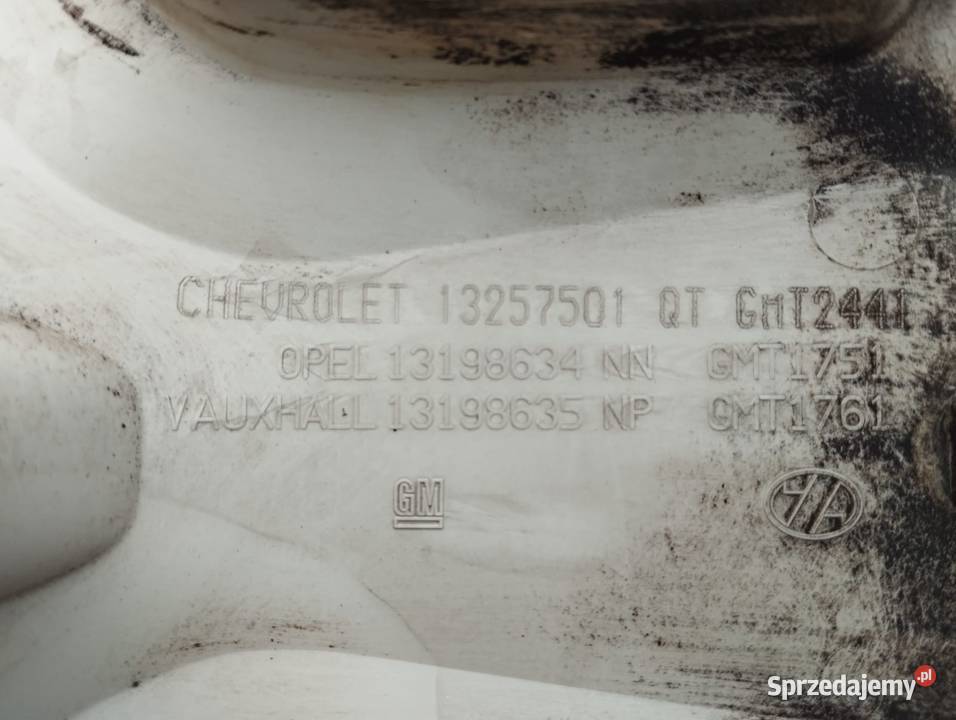 CHEVROLET 13257501 QT GMT2441
OPEL 13198634 NN GMT1751
VAUXHALL 13198635 NP GMT1761
GM
Sprzedajemy.pl